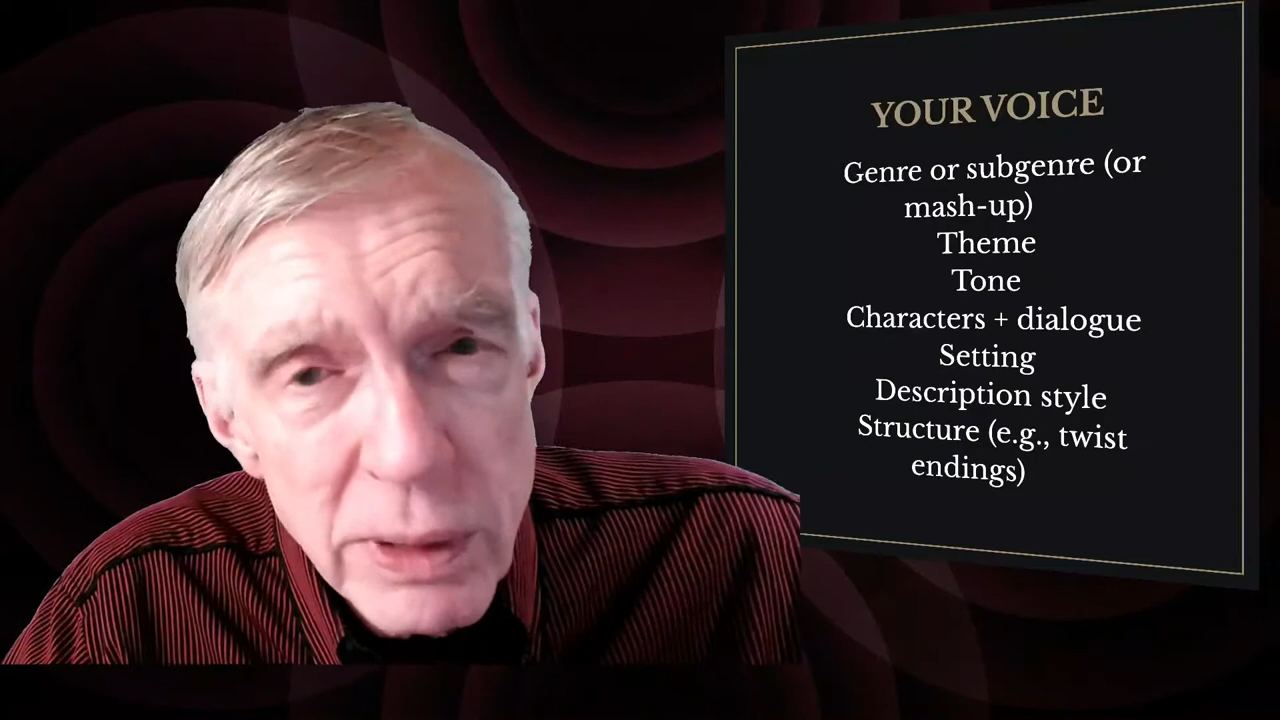 YOUR VOICE
Genre or subgenre (or
mash-up)
Theme
Tone
Characters + dialogue
Setting
Description style
Structure (e.g., twist
endings)